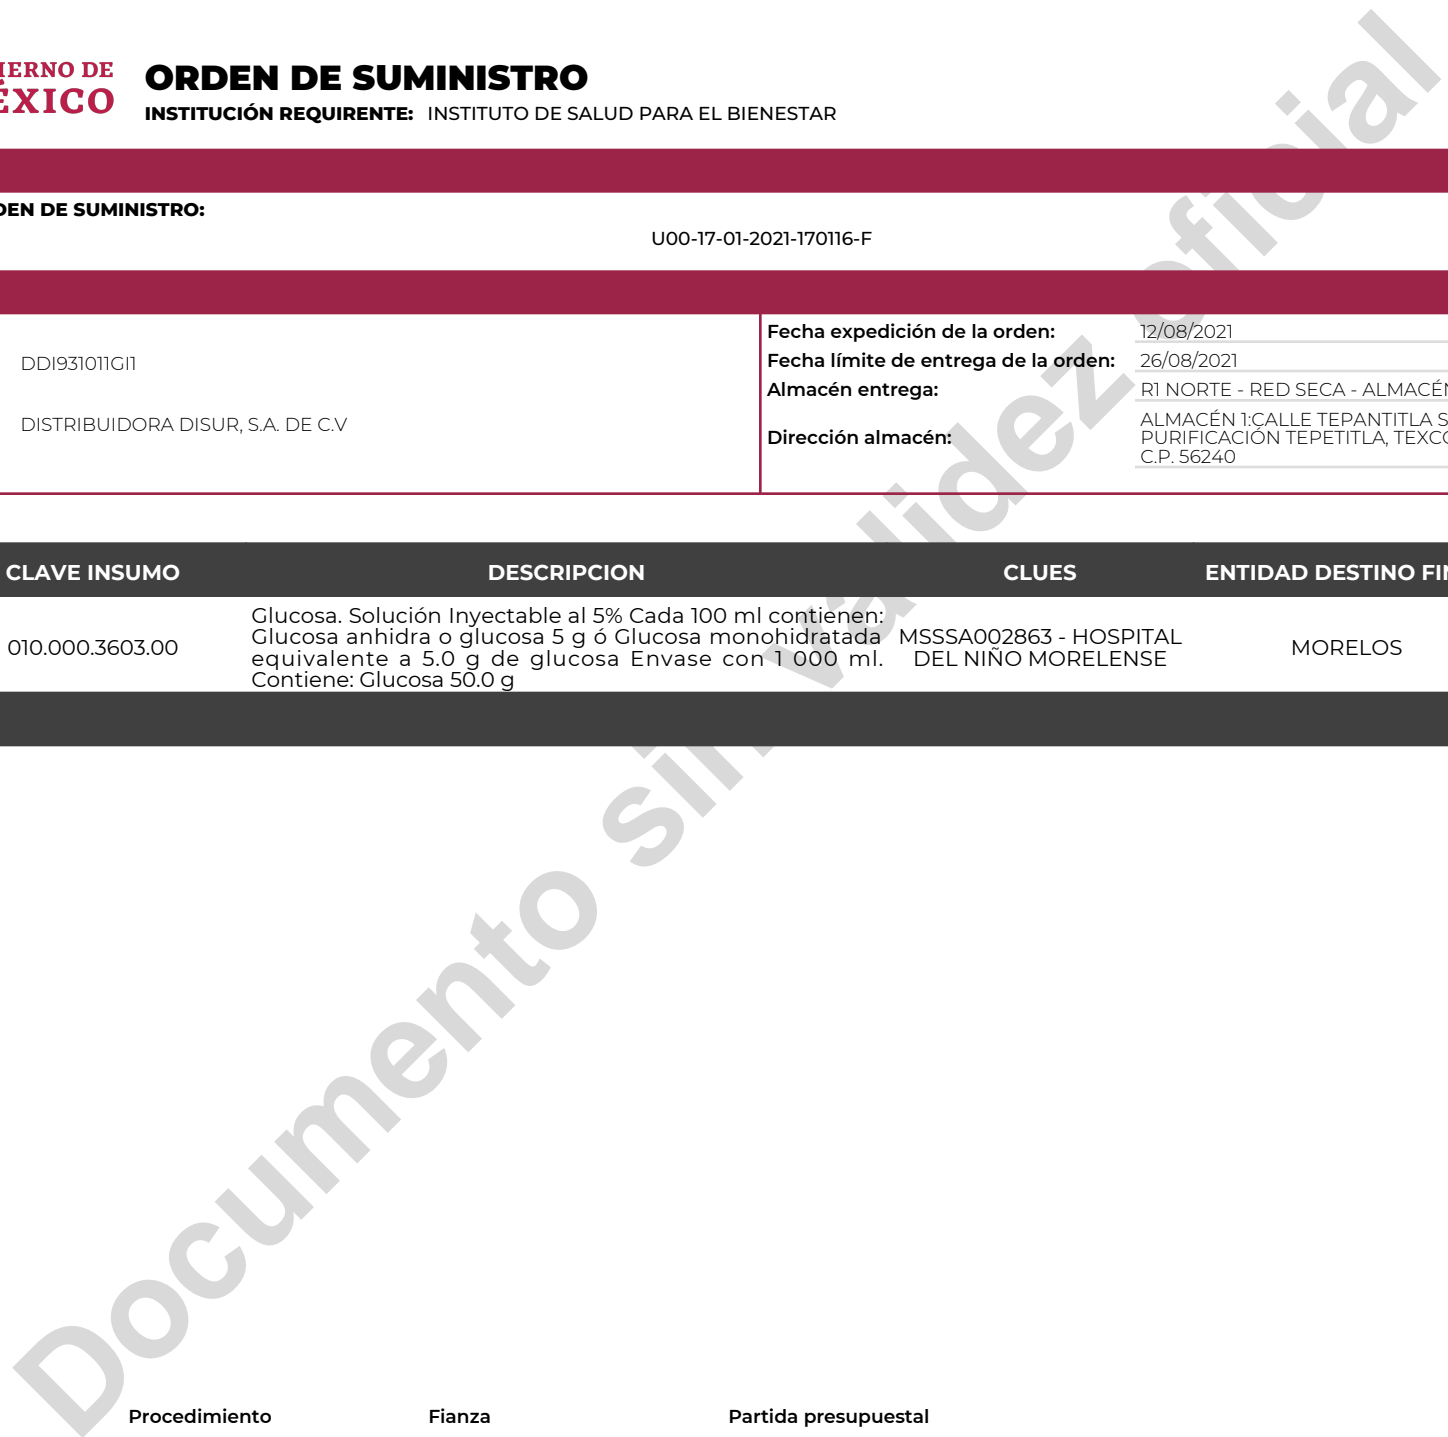 IERNO DE
ÉXICO
ORDEN DE SUMINISTRO
INSTITUCIÓN REQUIRENTE: INSTITUTO DE SALUD PARA EL BIENESTAR
DEN DE SUMINISTRO:
U00-17-01-2021-170116-F
DDI931011GI1
DISTRIBUIDORA DISUR, S.A. DE C.V
Fecha expedición de la orden: 12/08/2021
Fecha límite de entrega de la orden: 26/08/2021
Almacén entrega: R1 NORTE - RED SECA - ALMACÉN
Dirección almacén: ALMACÉN 1:CALLE TEPANTITLA S
PURIFICACIÓN TEPETITLA, TEXCO
C.P. 56240
CLAVE INSUMO DESCRIPCION CLUES ENTIDAD DESTINO FIN
010.000.3603.00
Glucosa. Solución Inyectable al 5% Cada 100 ml contienen:
Glucosa anhidra o glucosa 5 g ó Glucosa monohidratada
equivalente a 5.0 g de glucosa Envase con 1 000 ml.
Contiene: Glucosa 50.0 g
MSSSA002863 - HOSPITAL
DEL NIÑO MORELENSE
MORELOS
Documento sin validez oficial
Procedimiento Fianza Partida presupuestal